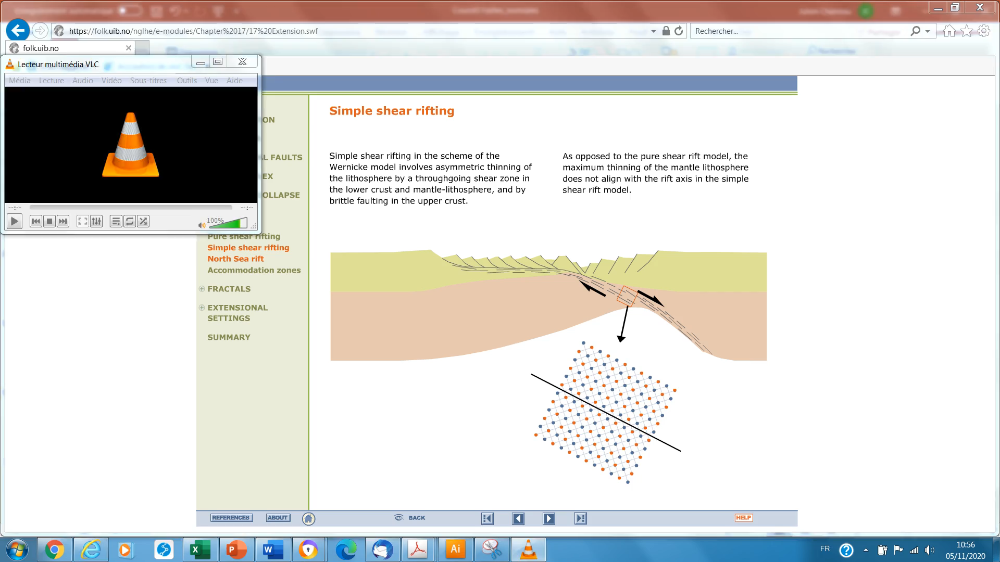 https://folk.uib.no/nglhe/e-modules/Chapter%2017/17%20Extension.swf
Rechercher...
folk.uib.no
Lecteur multimédia VLC
Média Lecture Audio Vidéo Sous-titres Outils Vue Aide
--:-- --:--
100%
ON
L FAULTS
EX
OLLAPSE
Pure shear rifting
Simple shear rifting
North Sea rift
Accommodation zones
FRACTALS
EXTENSIONAL
SETTINGS
SUMMARY
Simple shear rifting
Simple shear rifting in the scheme of the
Wernicke model involves asymmetric thinning of
the lithosphere by a throughgoing shear zone in
the lower crust and mantle-lithosphere, and by
brittle faulting in the upper crust.
As opposed to the pure shear rift model, the
maximum thinning of the mantle lithosphere
does not align with the rift axis in the simple
shear rift model.
REFERENCES ABOUT BACK HELP
FR
10:56
05/11/2020